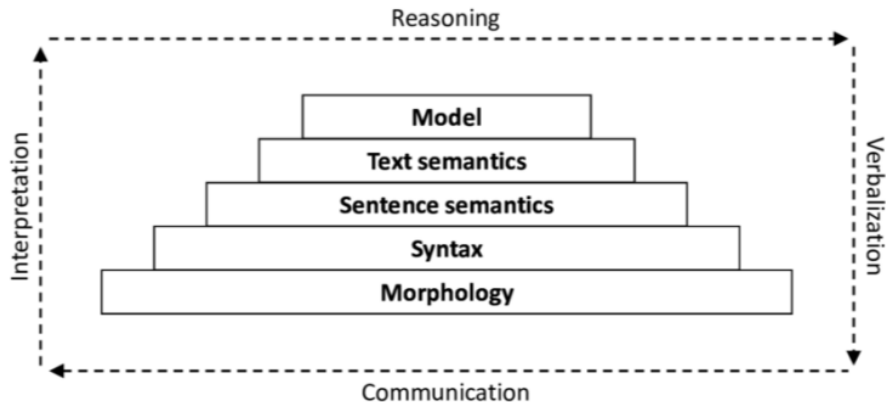 Reasoning
Interpretation
Model
Text semantics
Sentence semantics
Syntax
Morphology
Verbalization
Communication